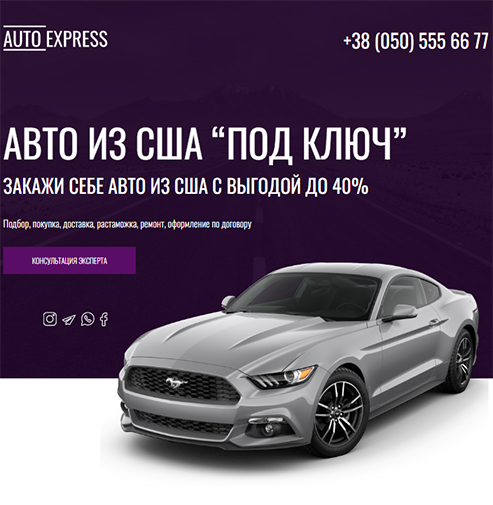 AUTO EXPRESS
+38 (050) 555 66 77
АВТО ИЗ США “ПОД КЛЮЧ”
ЗАКАЖИ СЕБЕ АВТО ИЗ США С ВЫГОДОЙ ДО 40%
Подбор, покупка, доставка, растаможка, ремонт, оформление по договору
КОНСУЛЬТАЦИЯ ЭКСПЕРТА